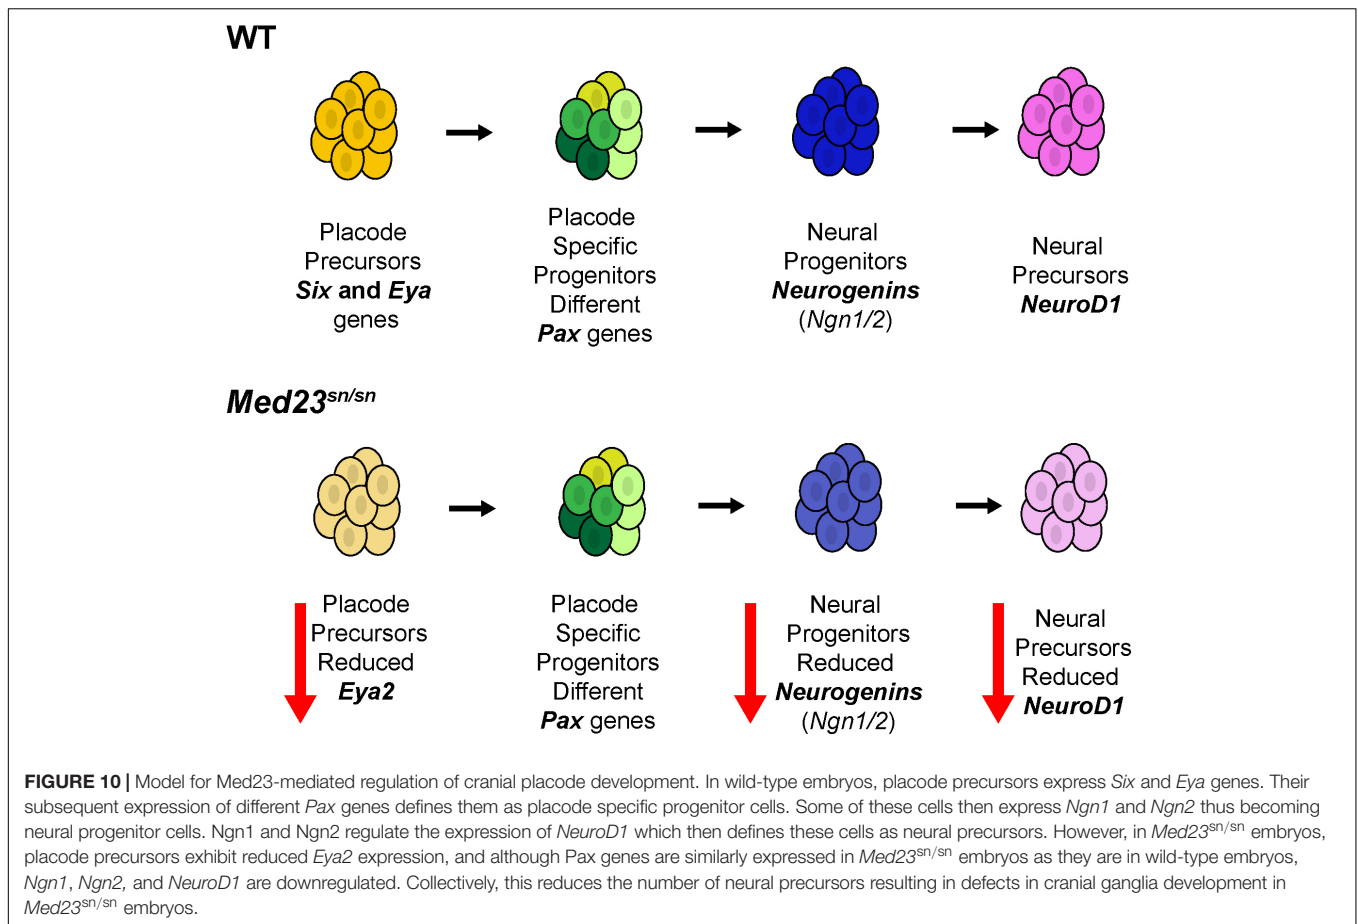 WT
Placode
Precursors
Six and Eya
genes
Placode
Specific
Progenitors
Different
Pax genes
Neural
Progenitors
Neurogenins
(Ngn1/2)
Neural
Precursors
NeuroD1
Med23sn/sn
Placode
Precursors
Reduced
Eya2
Placode
Specific
Progenitors
Different
Pax genes
Neural
Progenitors
Reduced
Neurogenins
(Ngn1/2)
Neural
Precursors
Reduced
NeuroD1
FIGURE 10 | Model for Med23-mediated regulation of cranial placode development. In wild-type embryos, placode precursors express Six and Eya genes. Their
subsequent expression of different Pax genes defines them as placode specific progenitor cells. Some of these cells then express Ngn1 and Ngn2 thus becoming
neural progenitor cells. Ngn1 and Ngn2 regulate the expression of NeuroD1 which then defines these cells as neural precursors. However, in Med23sn/sn embryos,
placode precursors exhibit reduced Eya2 expression, and although Pax genes are similarly expressed in Med23sn/sn embryos as they are in wild-type embryos,
Ngn1, Ngn2, and NeuroD1 are downregulated. Collectively, this reduces the number of neural precursors resulting in defects in cranial ganglia development in
Med23sn/sn embryos.